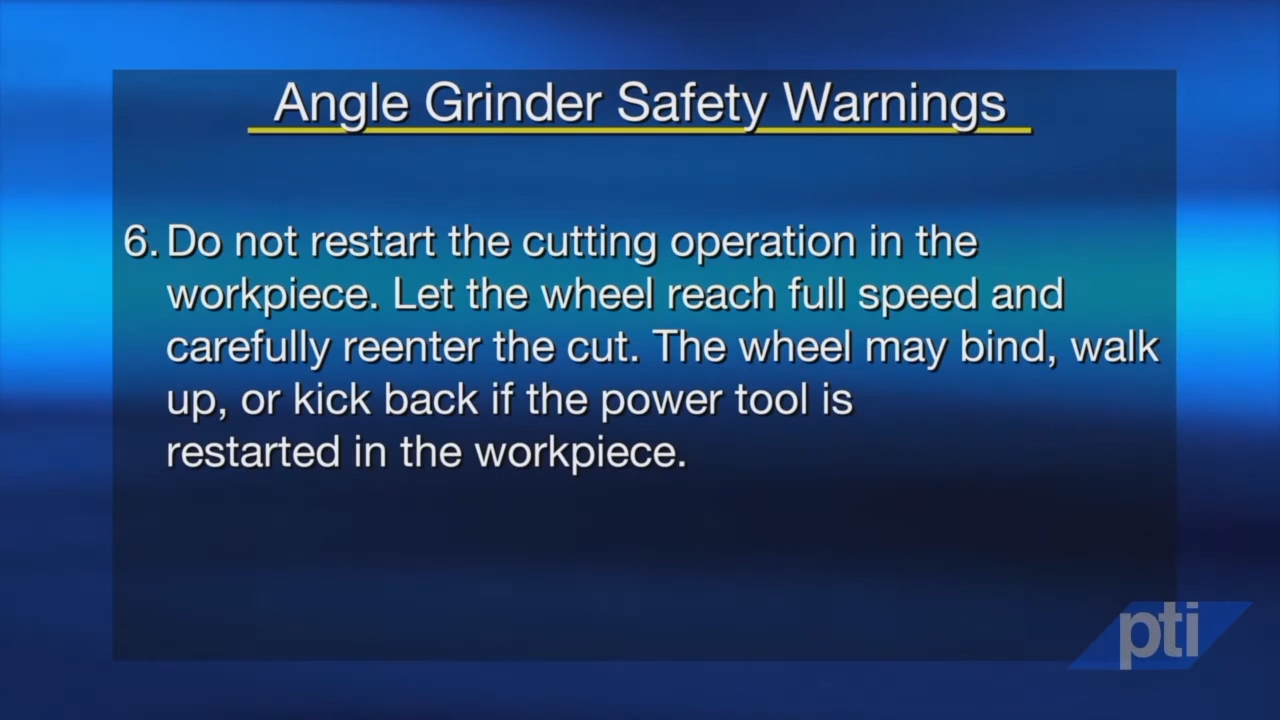 Angle Grinder Safety Warnings
6. Do not restart the cutting operation in the
workpiece. Let the wheel reach full speed and
carefully reenter the cut. The wheel may bind, walk
up, or kick back if the power tool is
restarted in the workpiece.
pti